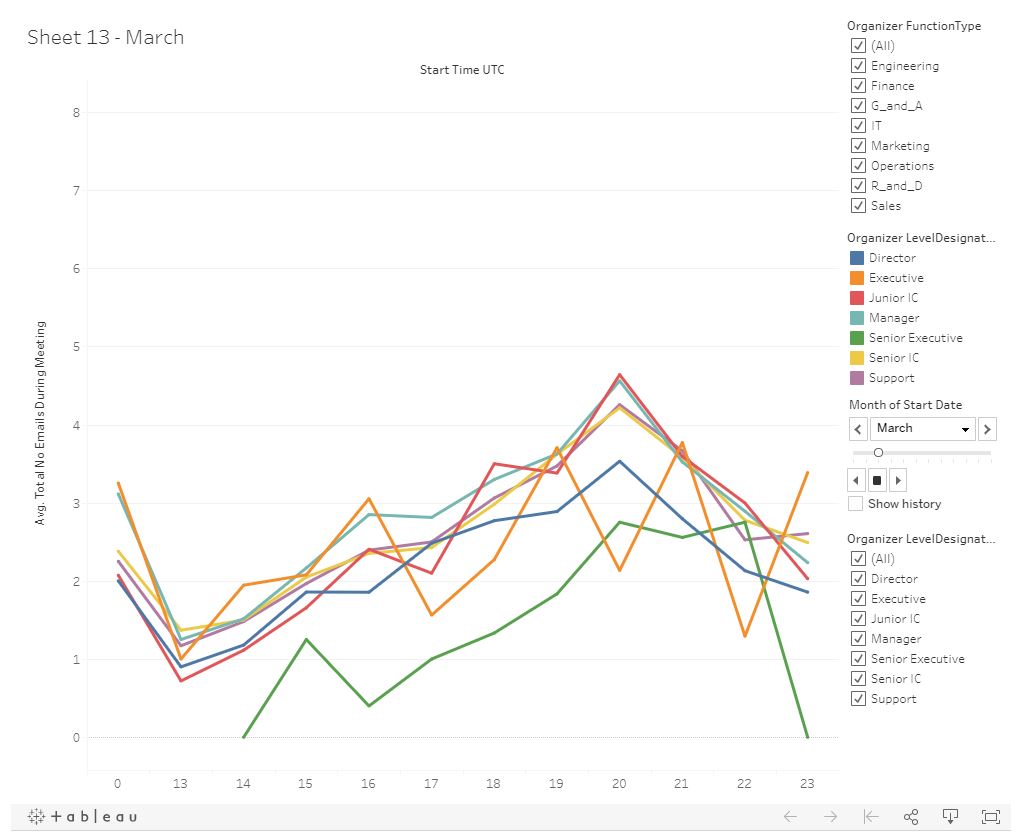 Sheet 13 - March
Start Time UTC
Avg. Total No Emails During Meeting
8
7
6
5
4
3
2
1
0
0 13 14 15 16 17 18 19 20 21 22 23
Organizer FunctionType
(All)
Engineering
Finance
G_and_A
IT
Marketing
Operations
R_and_D
Sales
Organizer LevelDesignat...
Director
Executive
Junior IC
Manager
Senior Executive
Senior IC
Support
Month of Start Date
March
Show history
Organizer LevelDesignat...
(All)
Director
Executive
Junior IC
Manager
Senior Executive
Senior IC
Support
+ableau